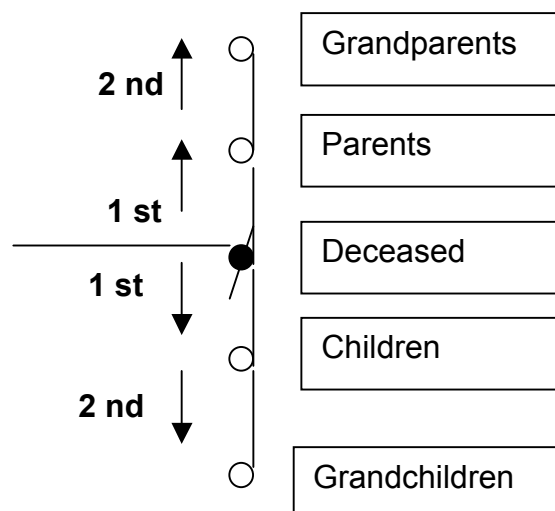 Grandparents
2 nd
Parents
1 st
Deceased
1 st
Children
2 nd
Grandchildren